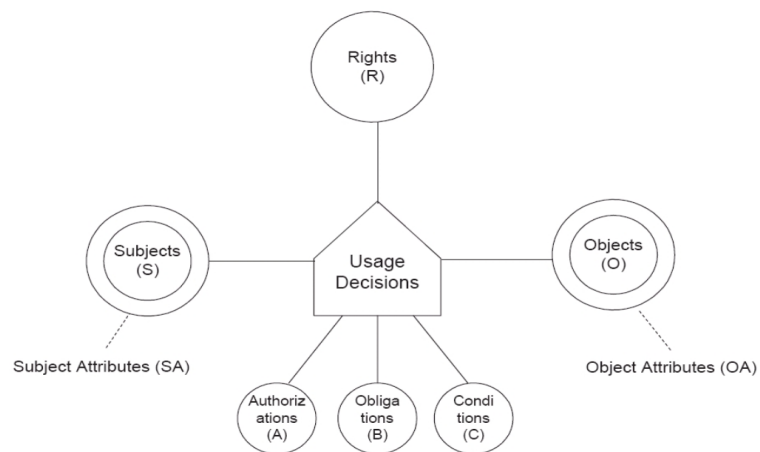 Rights
(R)
Subjects
(S)
Usage
Decisions
Objects
(O)
Subject Attributes (SA)
Object Attributes (OA)
Authoriz
ations
(A)
Obliga
tions
(B)
Condi
tions
(C)